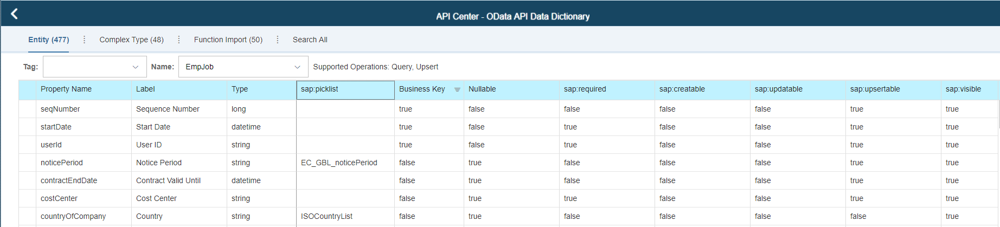 API Center - OData API Data Dictionary
Entity (477) Complex Type (48) Function Import (50) Search All
Tag: Name: EmpJob Supported Operations: Query, Upsert
Property Name Label Type sap:picklist Business Key Nullable sap:required sap:creatable sap:updatable sap:upsertable sap:visible
seqNumber Sequence Number long true false false false false true true
startDate Start Date datetime true false true false false true true
userId User ID string true false true false false true true
noticePeriod Notice Period string EC_GBL_noticePeriod false true false false false true true
contractEndDate Contract Valid Until datetime false true false false false true true
costCenter Cost Center string false true true false false true true
countryOfCompany Country string ISOCountryList false true false false false false true